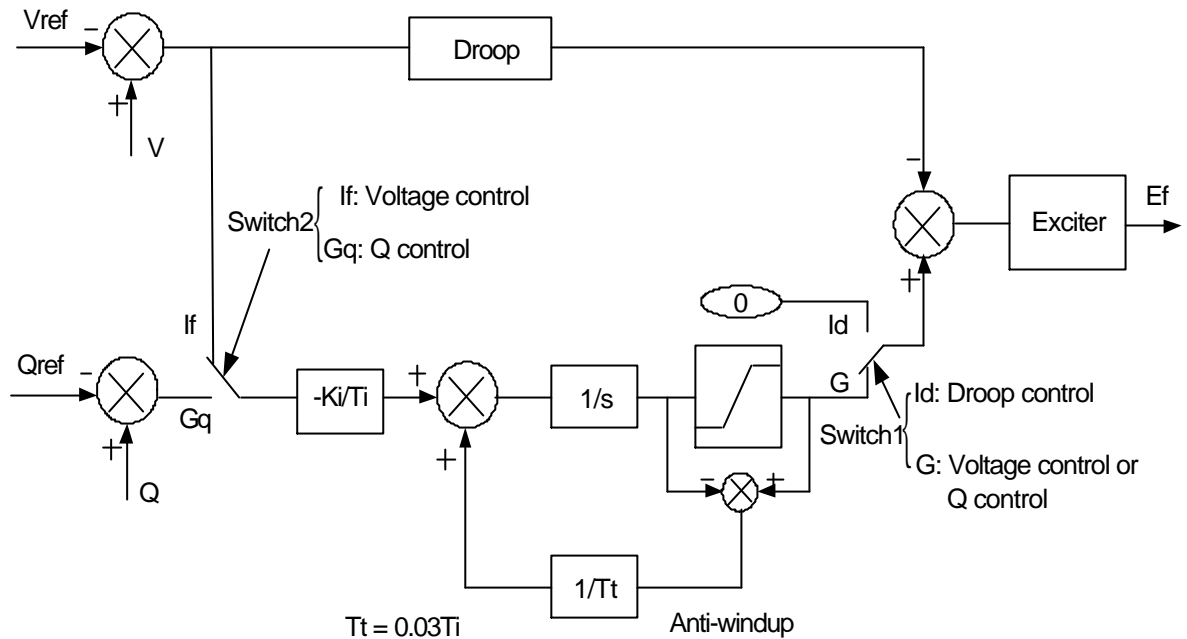 Vref
-
+
V
Droop
-
Switch2
If: Voltage control
Gq: Q control
Exciter
Ef
+
If
0
Id
Qref
-
Gq
+
Q
-Ki/Ti
+
+
1/s
G
Switch1
Id: Droop control
G: Voltage control or
Q control
-
+
1/Tt
Tt = 0.03Ti
Anti-windup